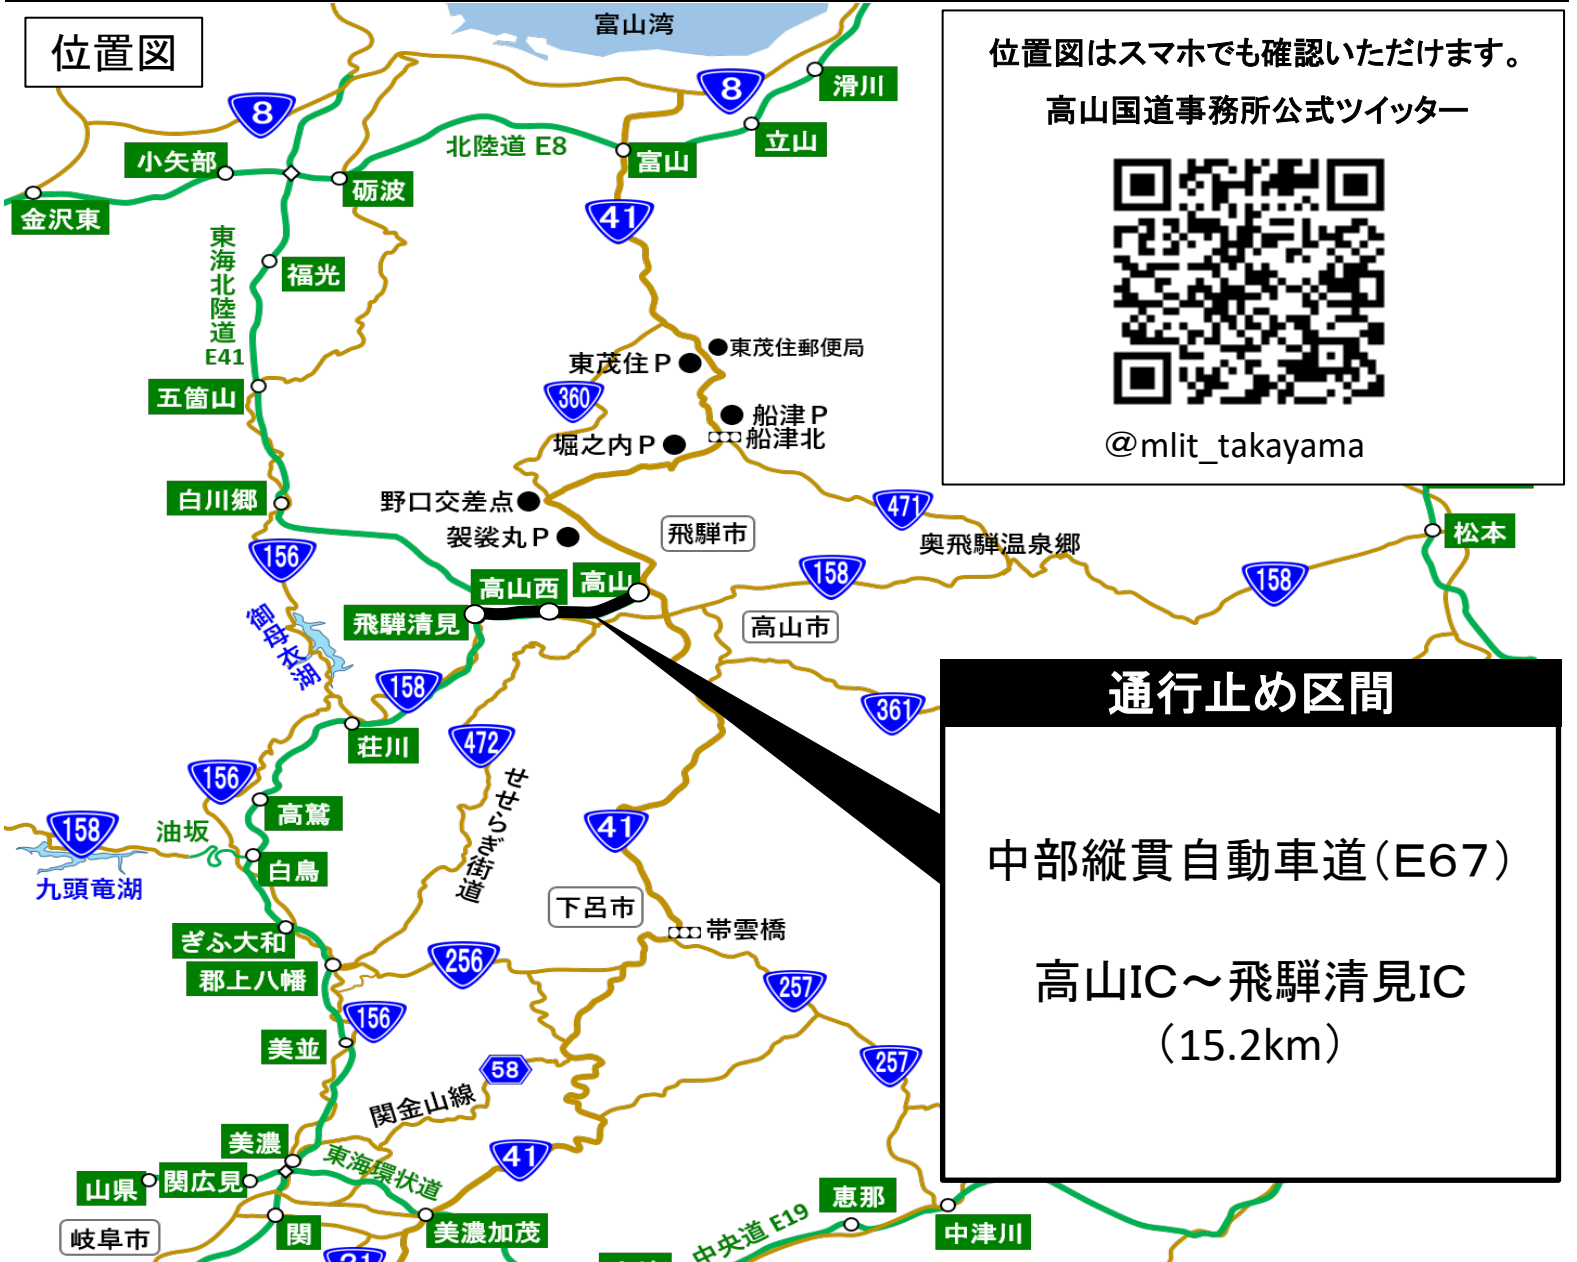 位置図
富山湾
位置図はスマホでも確認いただけます。
高山国道事務所公式ツイッター
@mlit_takayama
8
8
滑川
立山
北陸道 E8
富山
小矢部
砺波
金沢東
41
東海北陸道
E41
福光
五箇山
東茂住郵便局
東茂住P
360
船津P
船津北
堀之内P
白川郷
野口交差点
袈裟丸P
飛騨市
471
奥飛騨温泉郷
松本
156
158
158
高山西
高山
飛騨清見
高山市
御母衣湖
158
361
荘川
472
156
せせらぎ街道
高鷲
158
油坂
41
白鳥
九頭竜湖
下呂市
帯雲橋
ぎふ大和
郡上八幡
256
257
156
美並
58
257
関金山線
美濃
41
東海環状道
山県
関広見
恵那
岐阜市
関
美濃加茂
中央道 E19
中津川
通行止め区間
中部縦貫自動車道(E67)
高山IC~飛騨清見IC
(15.2km)